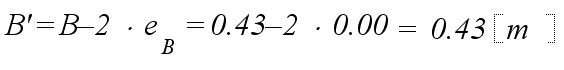 B′=B−2 · e_B = 0.43−2 · 0.00 = 0.43 [m ]